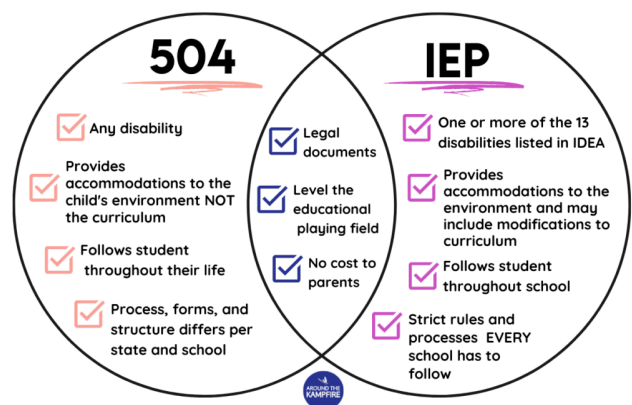 504
Any disability
Provides
accommodations to the
child's environment NOT
the curriculum
Follows student
throughout their life
Process, forms, and
structure differs per
state and school
Legal
documents
Level the
educational
playing field
No cost to
parents
IEP
One or more of the 13
disabilities listed in IDEA
Provides
accommodations to the
environment and may
include modifications to
curriculum
Follows student
throughout school
Strict rules and
processes EVERY
school has to
follow
AROUND THE
KAMPFIRE